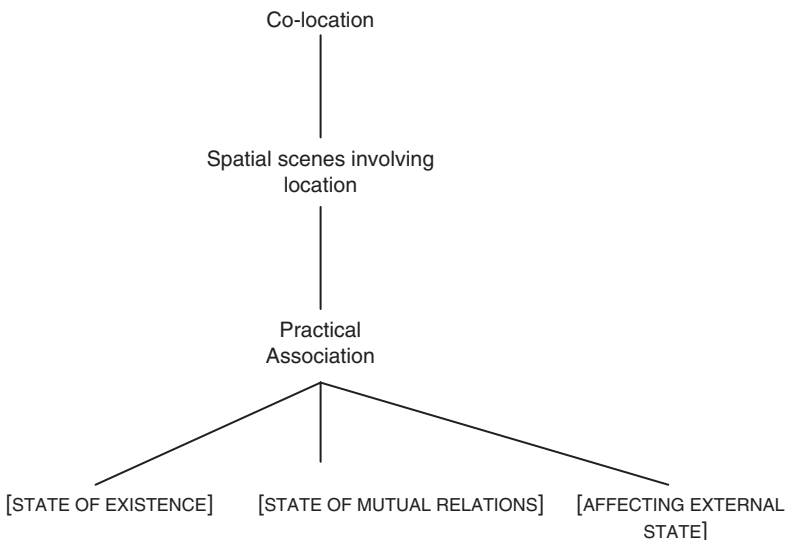 Co-location
Spatial scenes involving
location
Practical
Association
[STATE OF EXISTENCE]
[STATE OF MUTUAL RELATIONS]
[AFFECTING EXTERNAL
STATE]